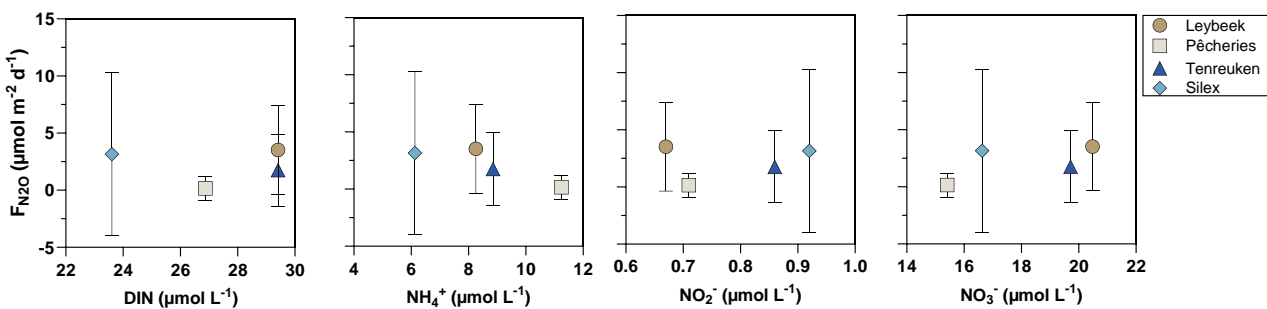 15
10
5
0
-5
F_N2O (µmol m⁻² d⁻¹)
22 24 26 28 30
DIN (µmol L⁻¹)
4 6 8 10 12
NH₄⁺ (µmol L⁻¹)
0.6 0.7 0.8 0.9 1.0
NO₂⁻ (µmol L⁻¹)
14 16 18 20 22
NO₃⁻ (µmol L⁻¹)
Leybeek
Pêcheries
Tenreuken
Silex